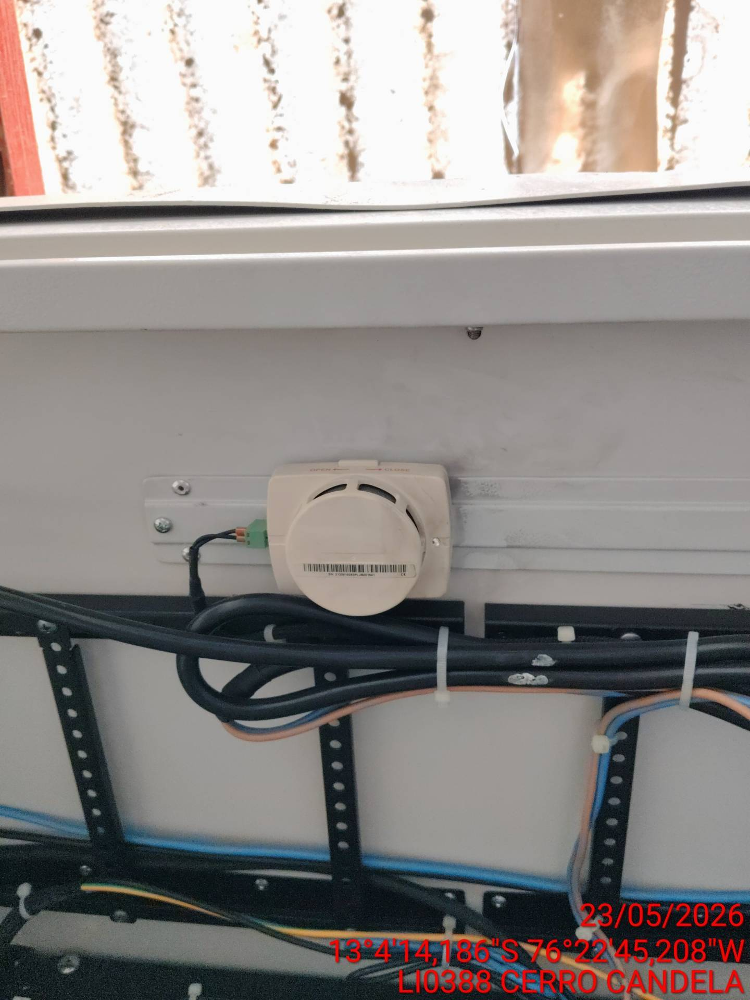 OPEN ← → CLOSE
CE
23/05/2026
13°4'14,186"S 76°22'45,208"W
LI0388 CERRO CANDELA